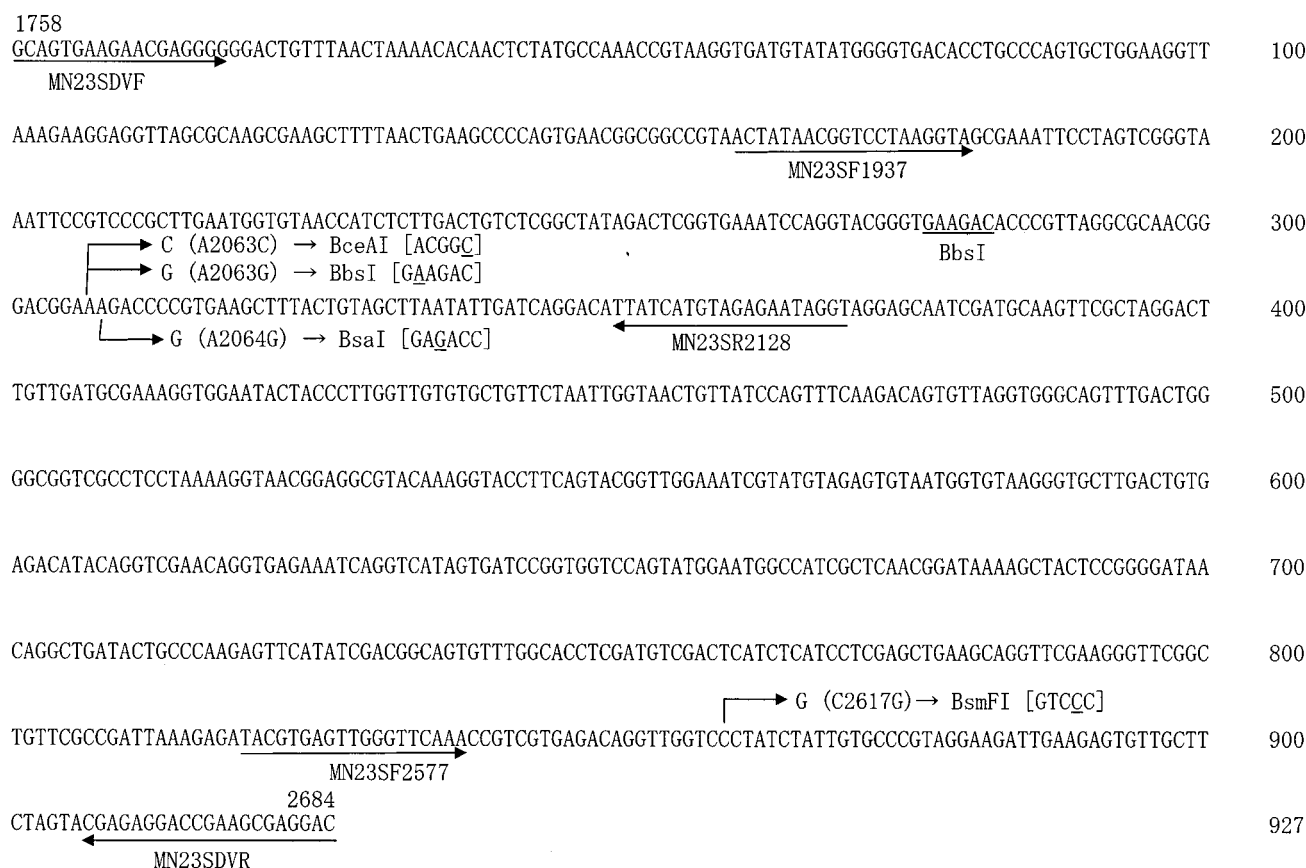 1758
GCAGTGAAGAACGAGGGGGGACTGTTTAACTAAAACACAACTCTATGCCAAACCGTAAGGTGATGTATATGGGGTGACACCTGCCCAGTGCTGGAAGGTT 100
MN23SDVF
AAAGAAGGAGGTTAGCGCAAGCGAAGCTTTTAACTGAAGCCCCAGTGAACGGCGGCCGTAACTATAACGGTCCTAAGGTAGCGAAATTCCTAGTCGGGTA 200
MN23SF1937
AATTCCGTCCCGCTTGAATGGTGTAACCATCTCTTGACTGTCTCGGCTATAGACTCGGTGAAATCCAGGTACGGGTGAAGACACCCGTTAGGCGCAACGG 300
C (A2063C) → BceAI [ACGGC]
BbsI
G (A2063G) → BbsI [GAAGAC]
GACGGAAAGACCCCGTGAAGCTTTACTGTAGCTTAATATTGATCAGGACATTATCATGTAGAGAATAGGTAGGAGCAATCGATGCAAGTTCGCTAGGACT 400
G (A2064G) → BsaI [GAGACC]
MN23SR2128
TGTTGATGCGAAAGGTGGAATACTACCCTTGGTTGTGTGCTGTTCTAATTGGTAACTGTTATCCAGTTTCAAGACAGTGTTAGGTGGGCAGTTTGACTGG 500
GGCGGTCGCCTCCTAAAAGGTAACGGAGGCGTACAAAGGTACCTTCAGTACGGTTGGAAATCGTATGTAGAGTGTAATGGTGTAAGGGTGCTTGACTGTG 600
AGACATACAGGTCGAACAGGTGAGAAATCAGGTCATAGTGATCCGGTGGTCCAGTATGGAATGGCCATCGCTCAACGGATAAAAGCTACTCCGGGGATAA 700
CAGGCTGATACTGCCCAAGAGTTCATATCGACGGCAGTGTTTGGCACCTCGATGTCGACTCATCTCATCCTCGAGCTGAAGCAGGTTCGAAGGGTTCGGC 800
G (C2617G)→ BsmFI [GTCCC]
TGTTCGCCGATTAAAGAGATACGTGAGTTGGGTTCAAACCGTCGTGAGACAGGTTGGTCCCTATCTATTGTGCCCGTAGGAAGATTGAAGAGTGTTGCTT 900
MN23SF2577
2684
CTAGTACGAGAGGACCGAAGCGAGGAC 927
MN23SDVR